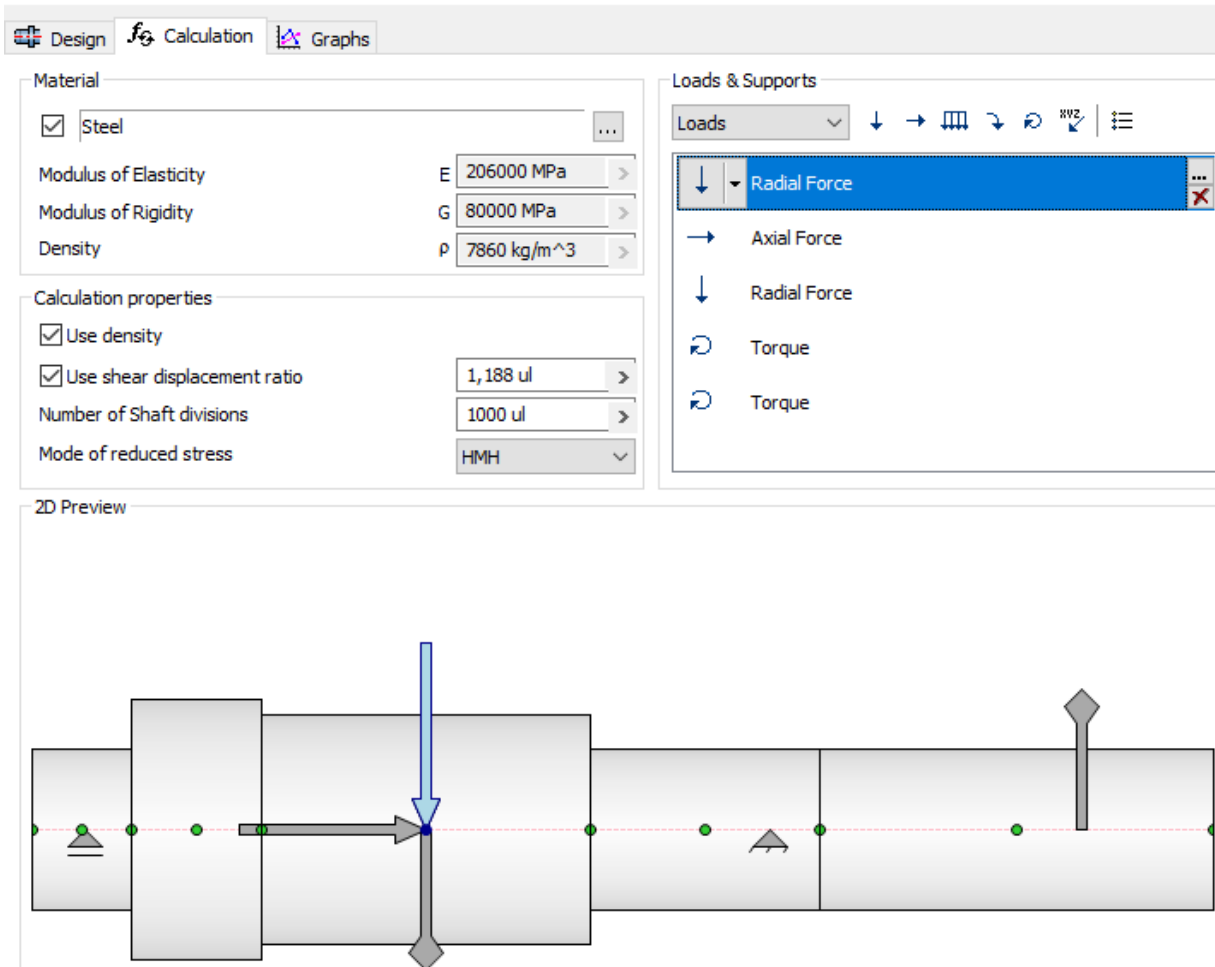 Design Calculation Graphs
Material
Steel ...
Modulus of Elasticity E 206000 MPa >
Modulus of Rigidity G 80000 MPa >
Density ρ 7860 kg/m^3 >
Calculation properties
Use density
Use shear displacement ratio 1,188 ul >
Number of Shaft divisions 1000 ul >
Mode of reduced stress HMH
Loads & Supports
Loads XYZ
Radial Force ...
Axial Force
Radial Force
Torque
Torque
2D Preview